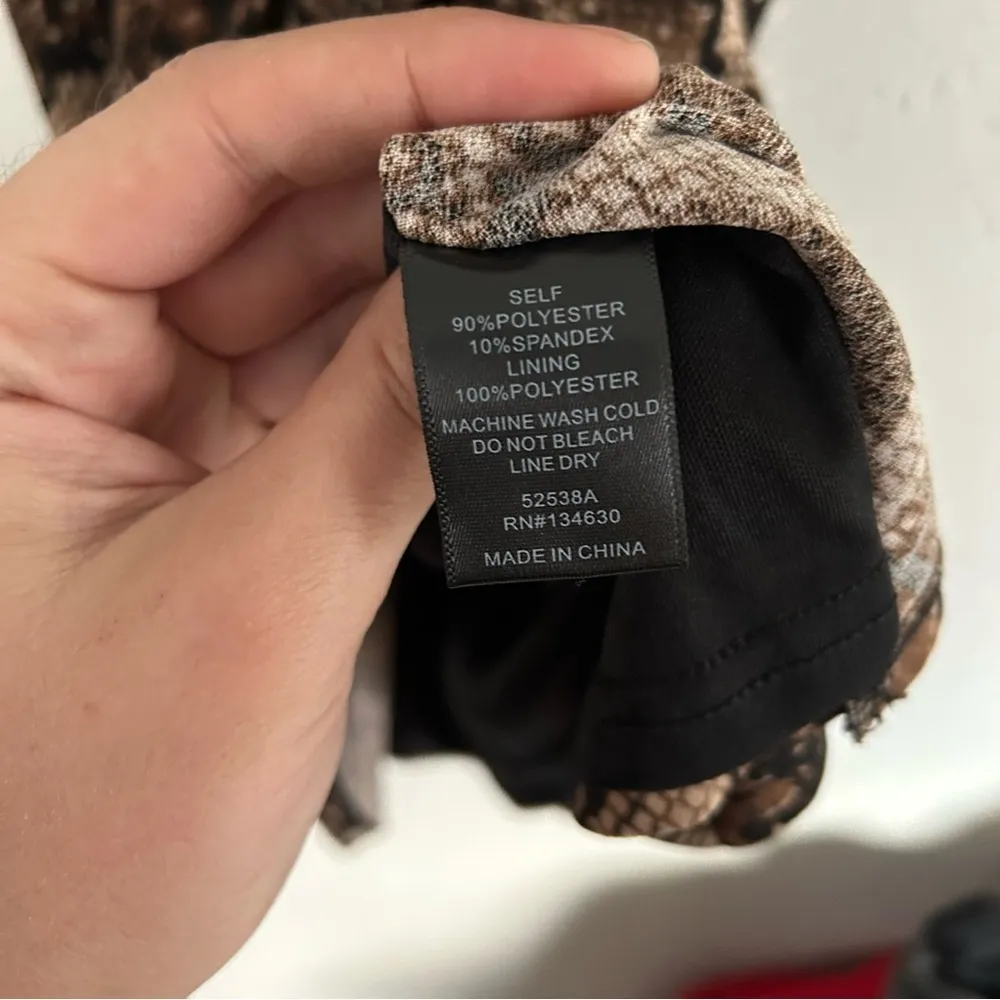 SELF
90%POLYESTER
10%SPANDEX
LINING
100%POLYESTER
MACHINE WASH COLD
DO NOT BLEACH
LINE DRY
52538A
RN#134630
MADE IN CHINA